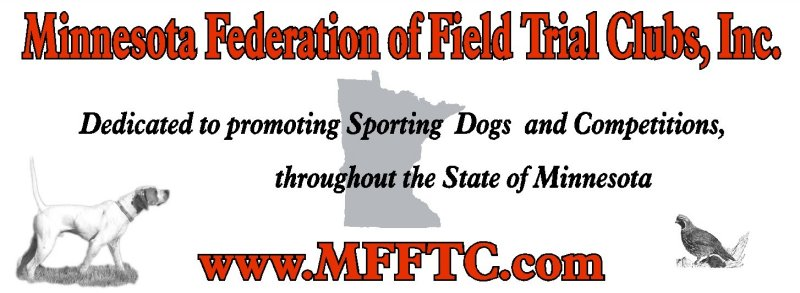 Minnesota Federation of Field Trial Clubs, Inc.
Dedicated to promoting Sporting Dogs and Competitions,
throughout the State of Minnesota
www.MFFTC.com